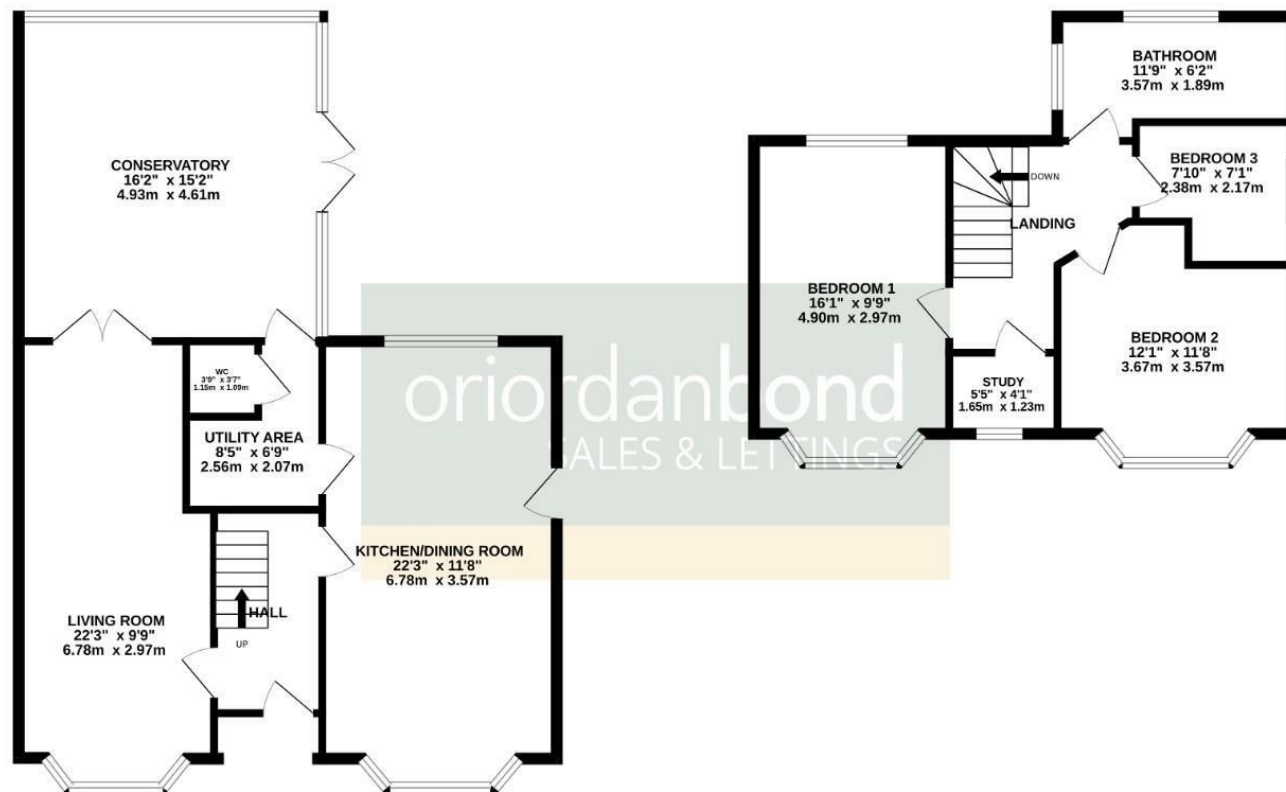 CONSERVATORY
16'2" x 15'2"
4.93m x 4.61m
WC
3'9" x 3'7"
1.15m x 1.09m
UTILITY AREA
8'5" x 6'9"
2.56m x 2.07m
KITCHEN/DINING ROOM
22'3" x 11'8"
6.78m x 3.57m
HALL
UP
LIVING ROOM
22'3" x 9'9"
6.78m x 2.97m
BATHROOM
11'9" x 6'2"
3.57m x 1.89m
BEDROOM 3
7'10" x 7'1"
2.38m x 2.17m
DOWN
LANDING
BEDROOM 1
16'1" x 9'9"
4.90m x 2.97m
BEDROOM 2
12'1" x 11'8"
3.67m x 3.57m
STUDY
5'5" x 4'1"
1.65m x 1.23m
oriordanbond
SALES & LETTINGS